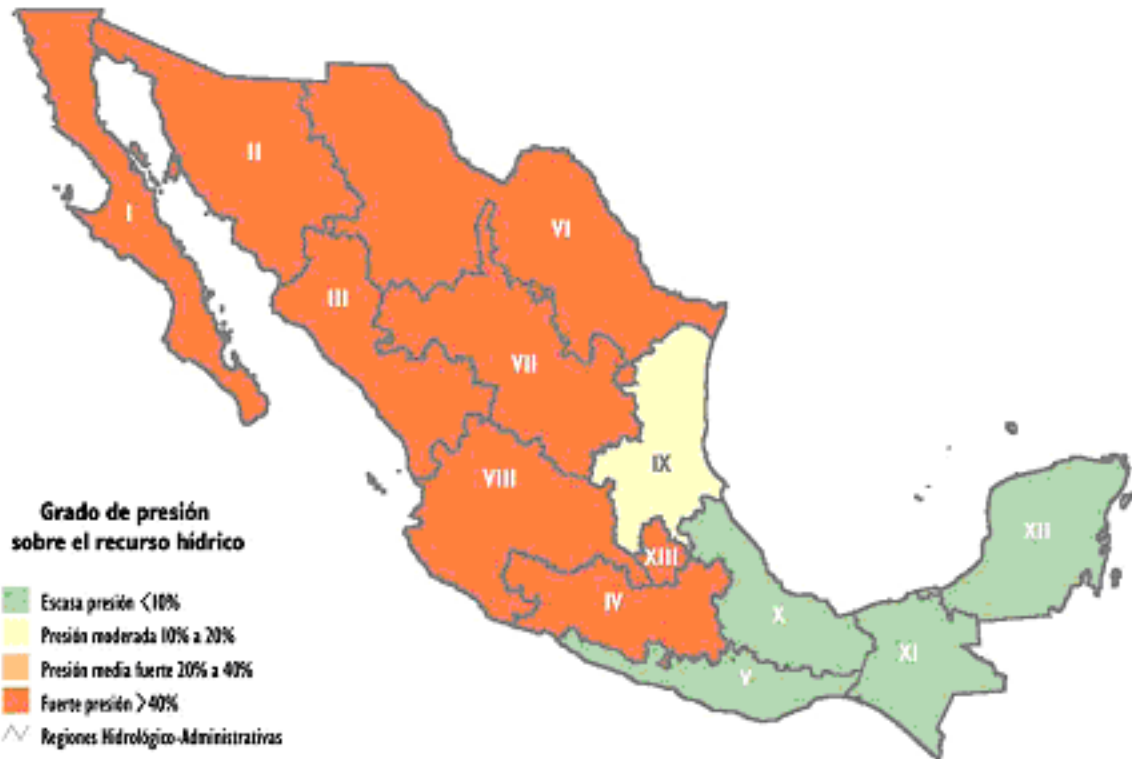 II
I
VI
III
VII
IX
VIII
XII
XIII
IV
X
XI
V
Grado de presión
sobre el recurso hídrico
Escasa presión <10%
Presión moderada 10% a 20%
Presión media fuerte 20% a 40%
Fuerte presión >40%
Regiones Hidrológico-Administrativas